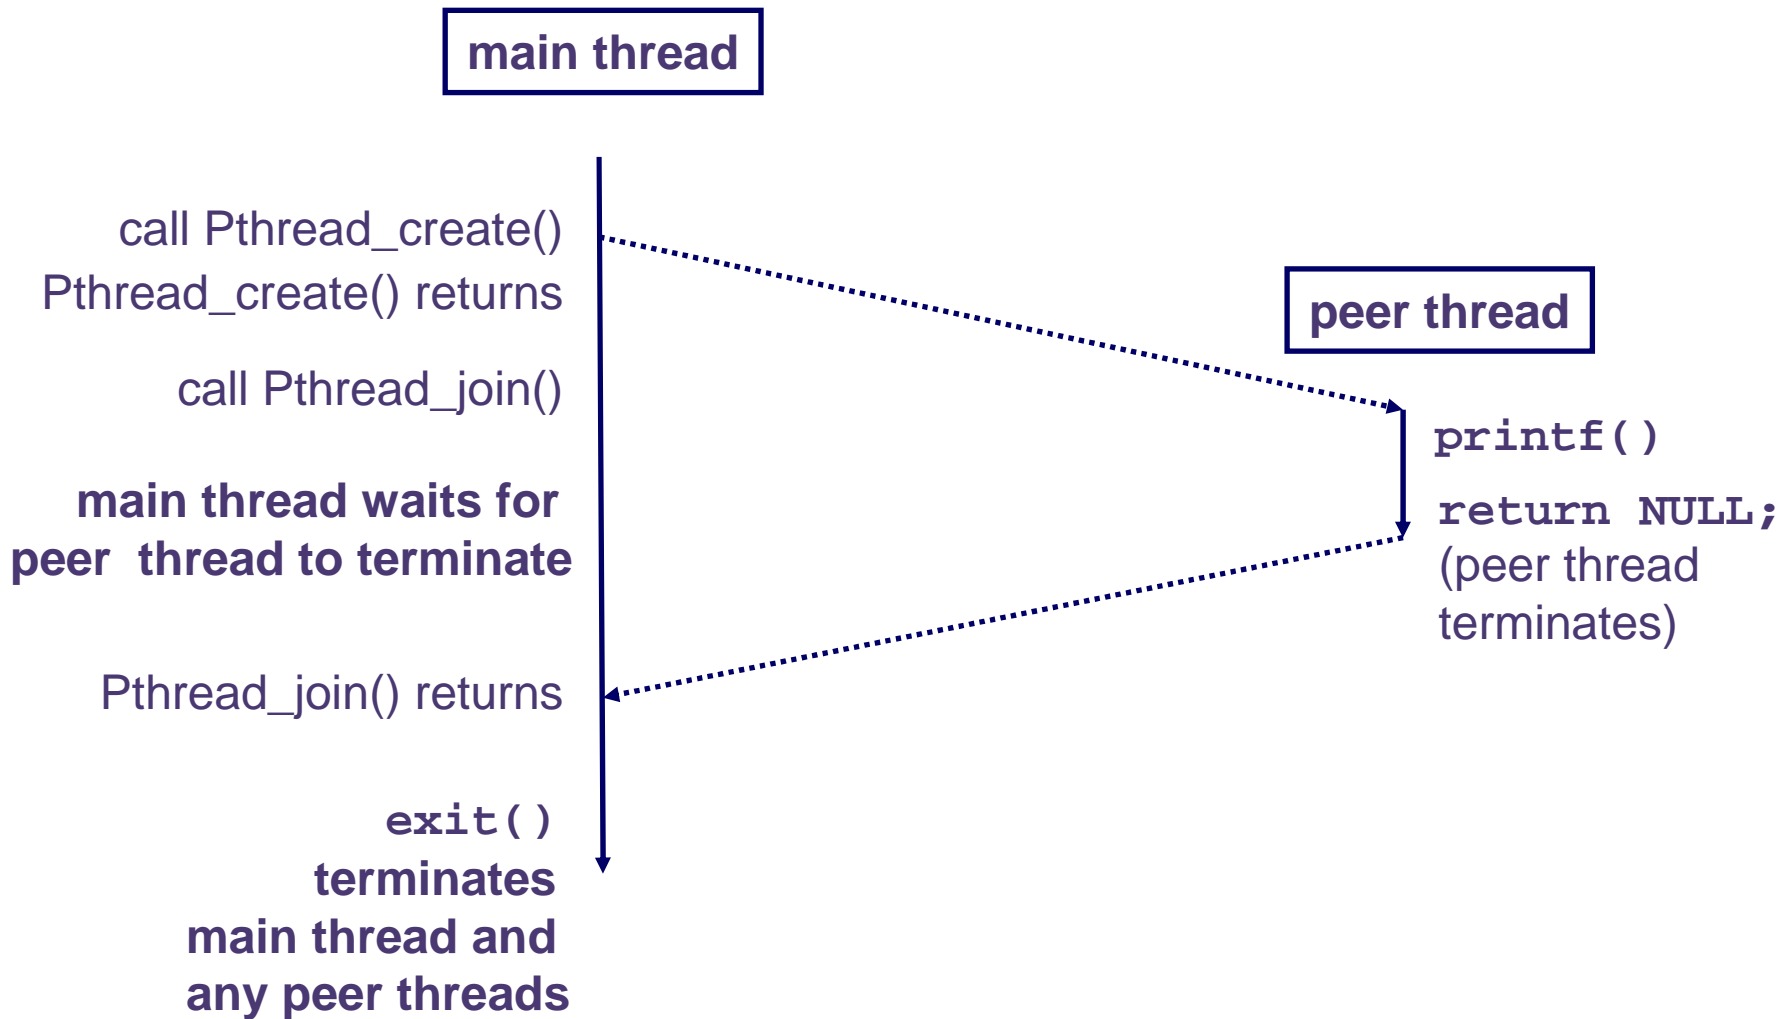 main thread
call Pthread_create()
Pthread_create() returns
call Pthread_join()
main thread waits for
peer thread to terminate
Pthread_join() returns
exit()
terminates
main thread and
any peer threads
peer thread
printf()
return NULL;
(peer thread
terminates)